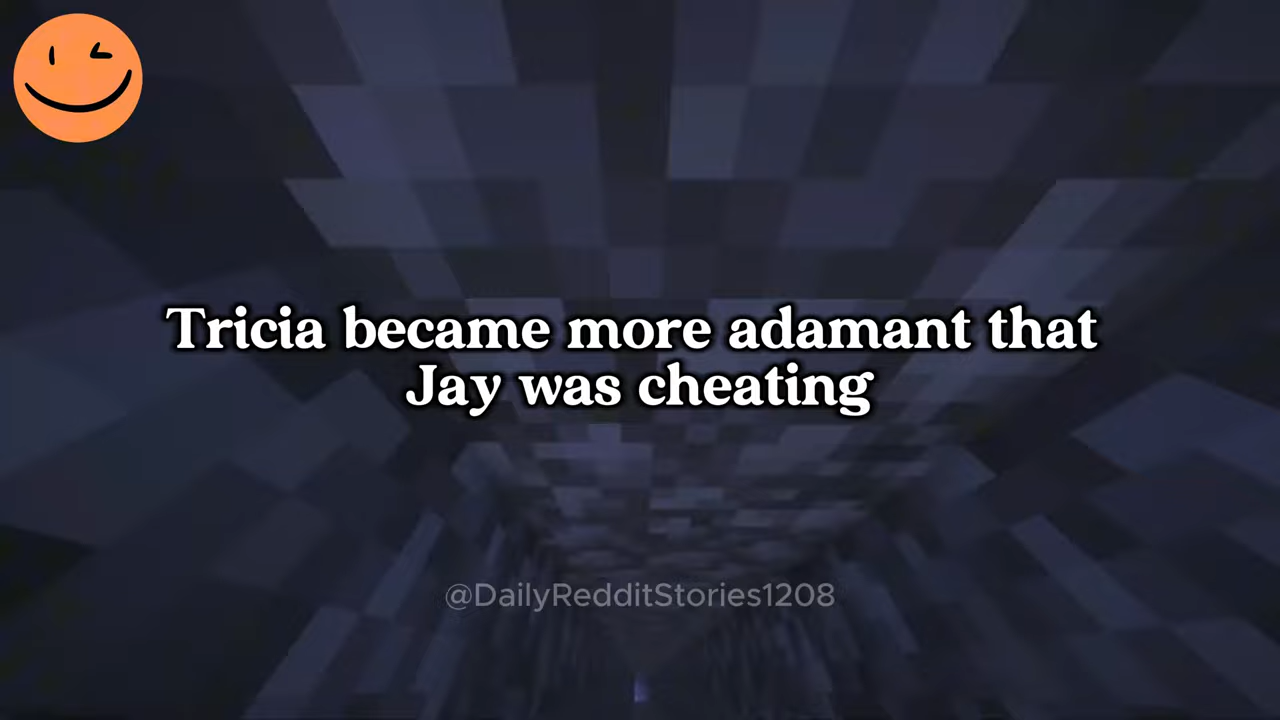 Tricia became more adamant that
Jay was cheating
@DailyRedditStories1208